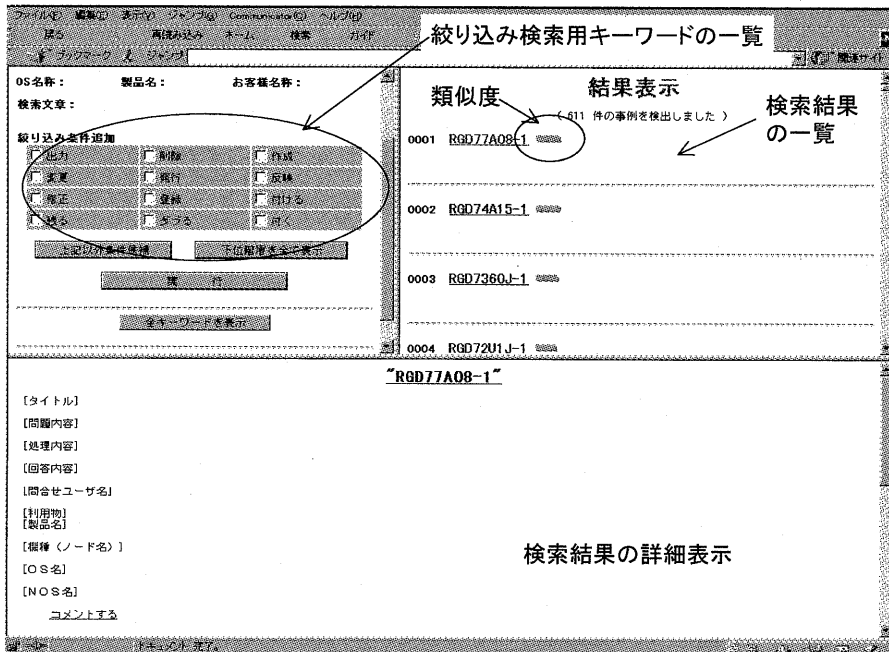 ファイル(F) 編集(E) 表示(V) ジャンプ(G) Communicator(C) ヘルプ(H)
戻る 再読み込み ホーム 検索 ガイド
ブックマーク ジャンプ 関連サイト
絞り込み検索用キーワードの一覧
OS名称: 製品名: お客様名称:
検索文章:
絞り込み条件追加
出力 削除 作成
変更 発行 反映
修正 登録 付ける
残る 付く
上記以外条件候補 下位階層を全て表示
実 行
全キーワードを表示
結果表示
類似度
( 611 件の事例を検出しました )
検索結果
の一覧
0001 RGD77A08-1
0002 RGD74A15-1
0003 RGD7360J-1
0004 RGD72U1J-1
"RGD77A08-1"
[タイトル]
[問題内容]
[処理内容]
[回答内容]
[問合せユーザ名]
[利用物]
[製品名]
[機種(ノード名)]
[OS名]
[NOS名]
コメントする
検索結果の詳細表示
ドキュメント:完了。